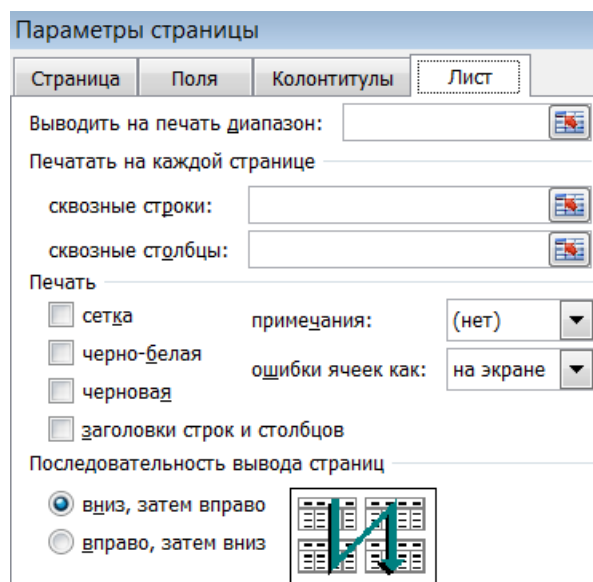 Параметры страницы
Страница Поля Колонтитулы Лист
Выводить на печать диапазон:
Печатать на каждой странице
сквозные строки:
сквозные столбцы:
Печать
сетка
примечания: (нет)
черно-белая
ошибки ячеек как: на экране
черновая
заголовки строк и столбцов
Последовательность вывода страниц
вниз, затем вправо
вправо, затем вниз